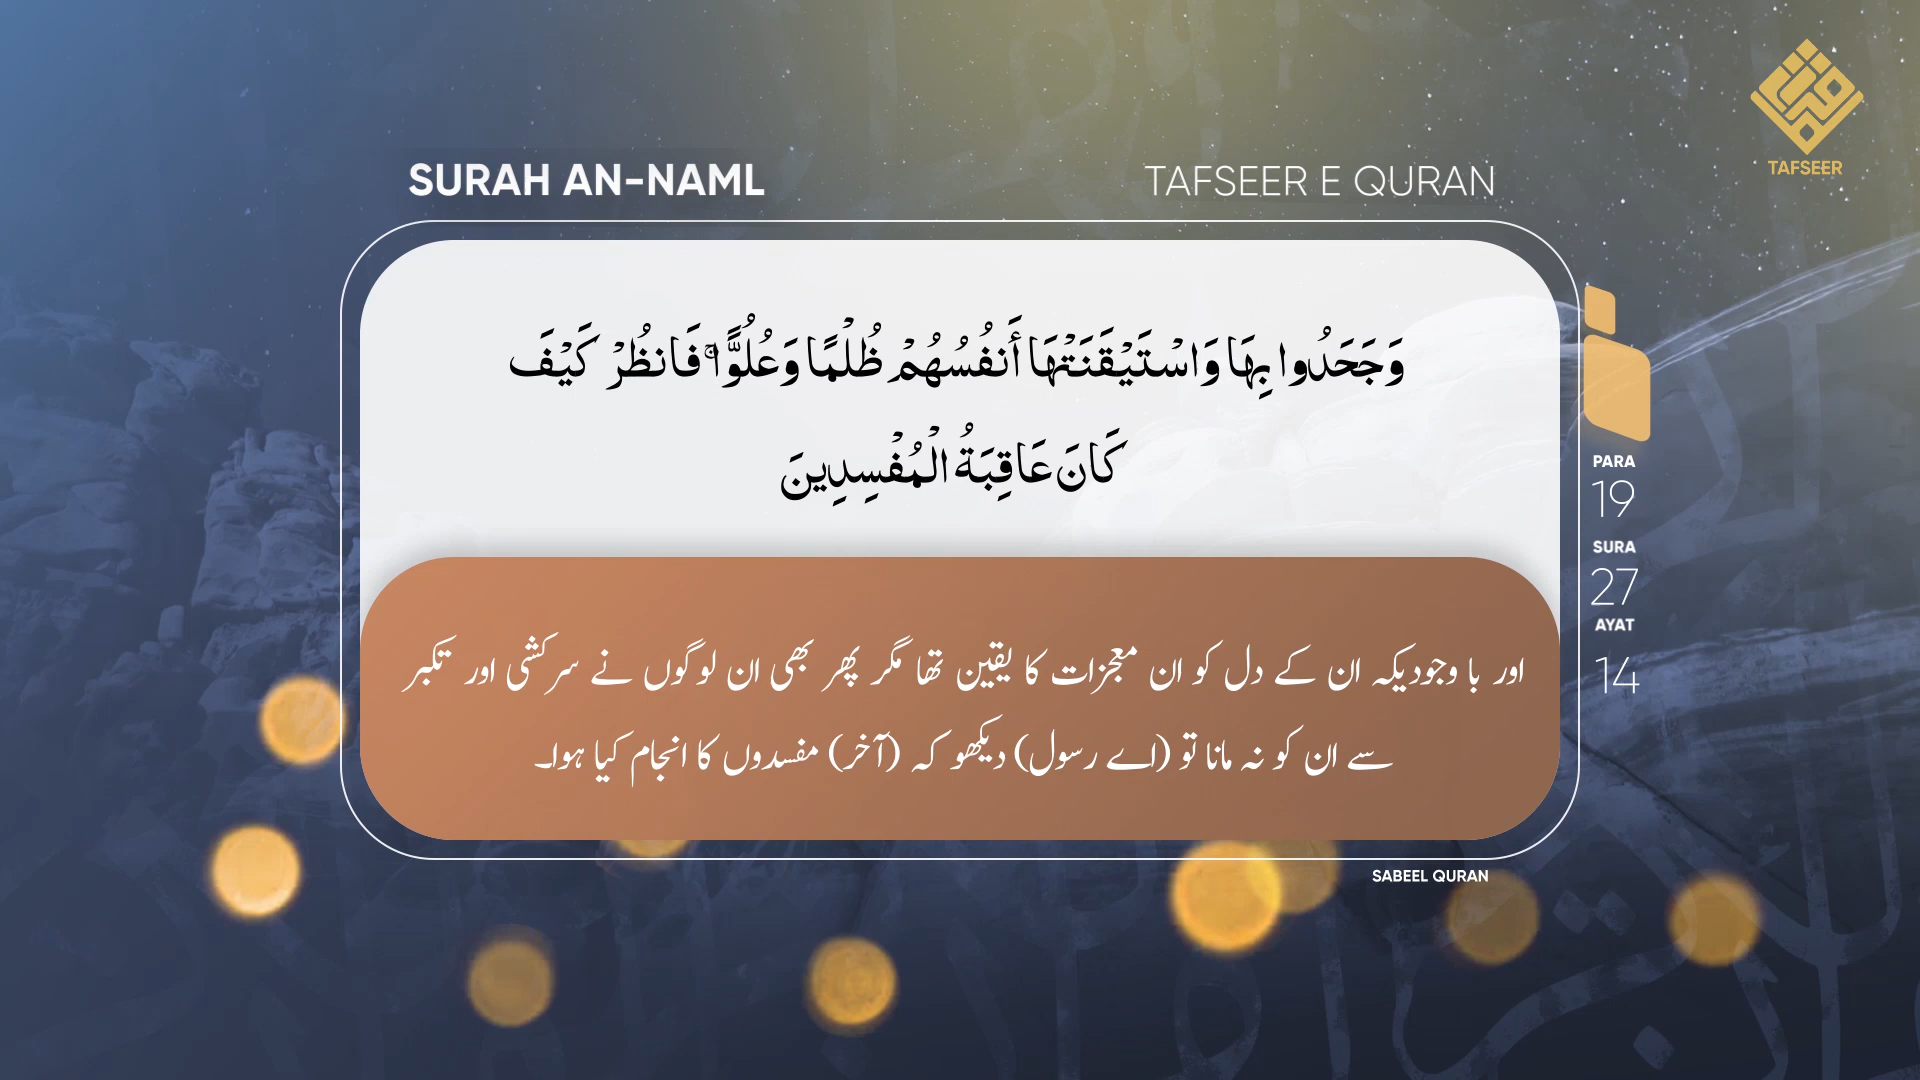 SURAH AN-NAML
TAFSEER E QURAN
TAFSEER
وَجَحَدُوا بِهَا وَاسْتَيْقَنَتْهَا أَنفُسُهُمْ ظُلْمًا وَعُلُوًّا ۚ فَانظُرْ كَيْفَ
كَانَ عَاقِبَةُ الْمُفْسِدِينَ
اور با وجودیکہ ان کے دل کو ان معجزات کا یقین تھا مگر پھر بھی ان لوگوں نے سرکشی اور تکبر
سے ان کو نہ مانا تو (اے رسول) دیکھو کہ (آخر) مفسدوں کا انجام کیا ہوا۔
PARA
19
SURA
27
AYAT
14
SABEEL QURAN